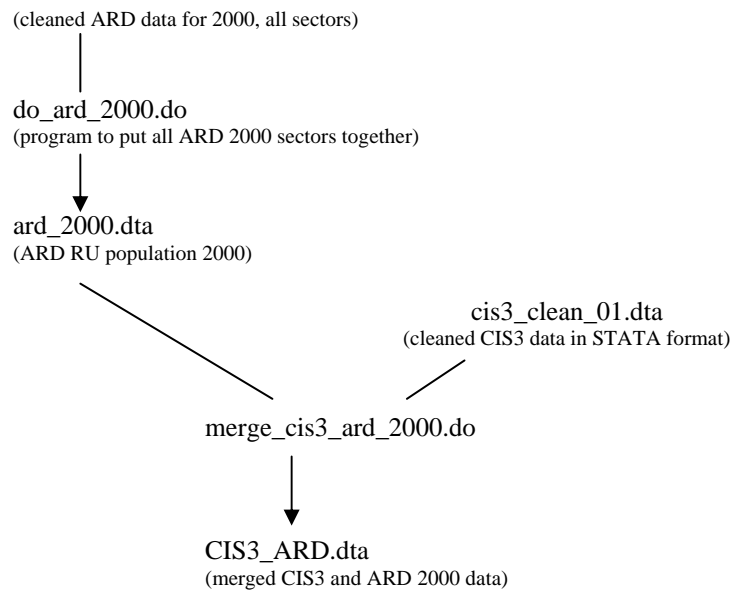 (cleaned ARD data for 2000, all sectors)
do_ard_2000.do
(program to put all ARD 2000 sectors together)
ard_2000.dta
(ARD RU population 2000)
cis3_clean_01.dta
(cleaned CIS3 data in STATA format)
merge_cis3_ard_2000.do
CIS3_ARD.dta
(merged CIS3 and ARD 2000 data)